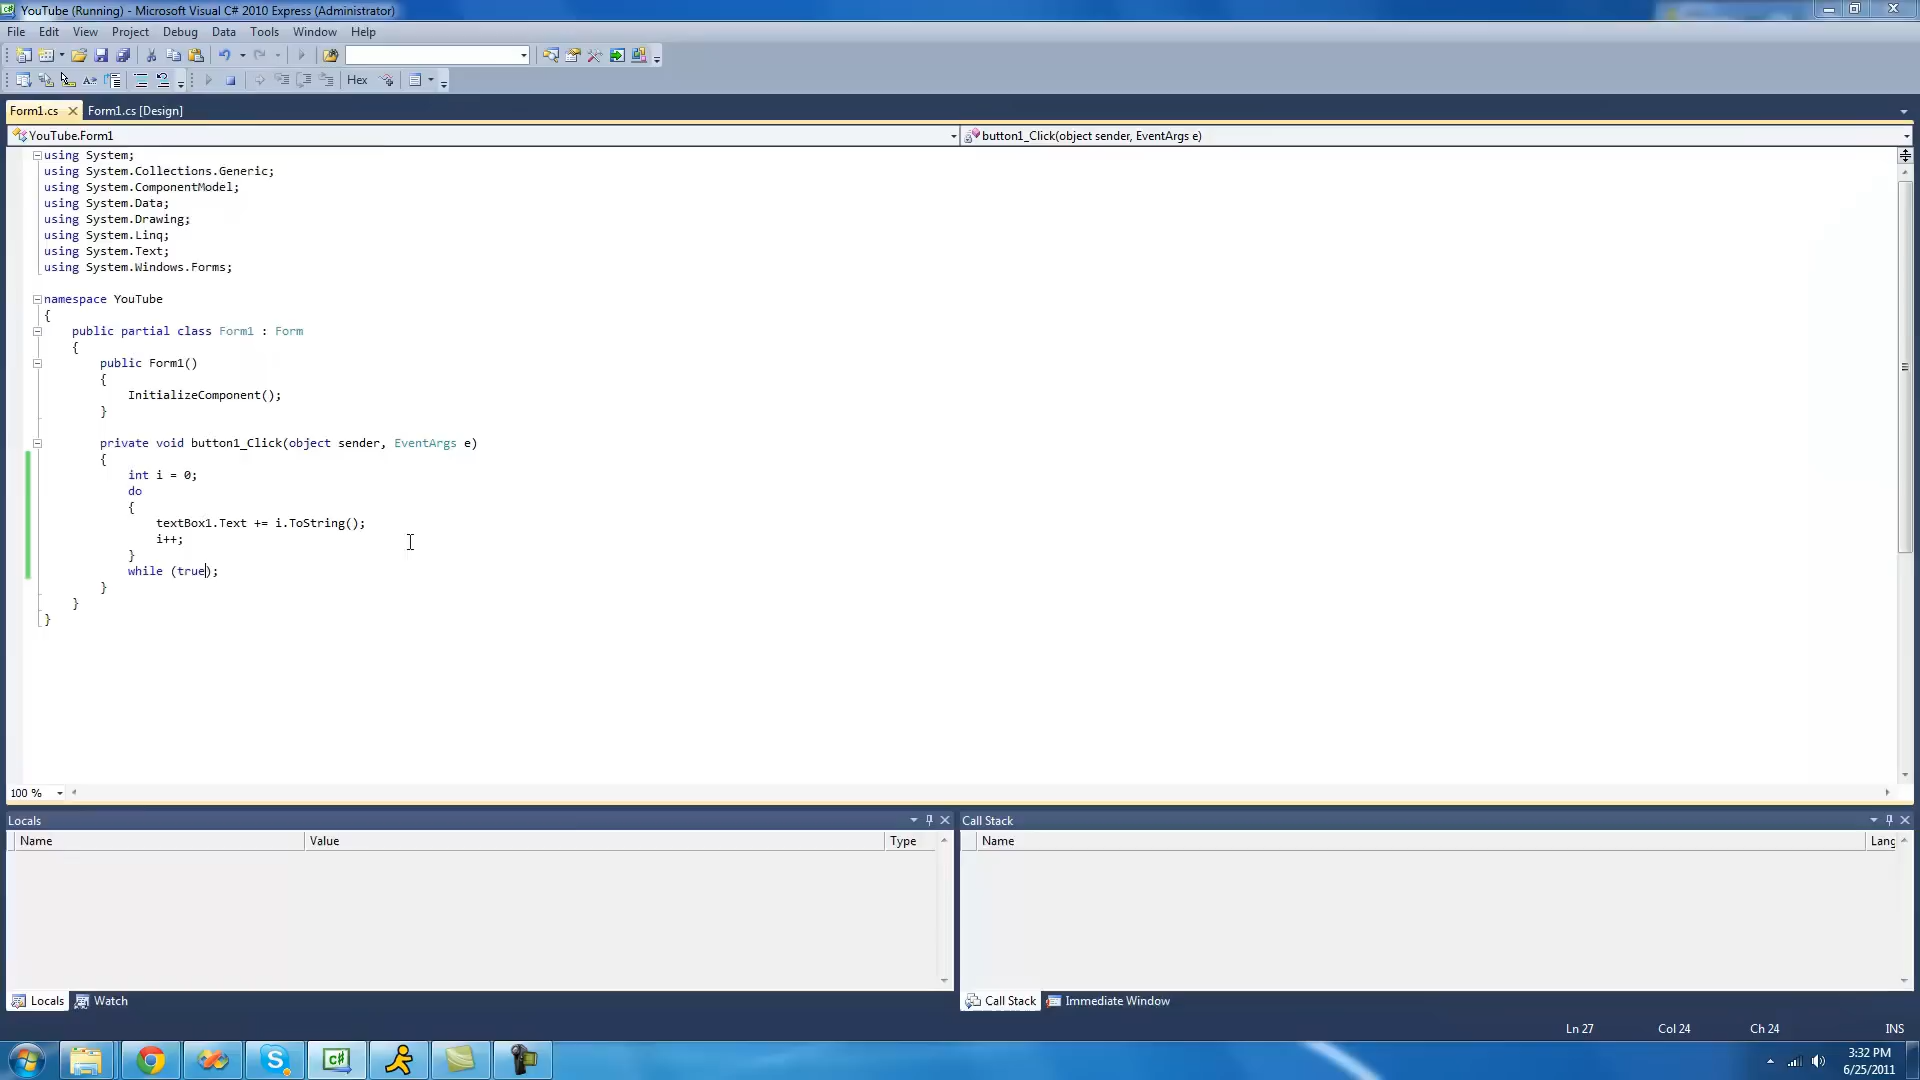 YouTube (Running) - Microsoft Visual C# 2010 Express (Administrator)
File Edit View Project Debug Data Tools Window Help
Hex
Form1.cs Form1.cs [Design]
YouTube.Form1 button1_Click(object sender, EventArgs e)
using System;
using System.Collections.Generic;
using System.ComponentModel;
using System.Data;
using System.Drawing;
using System.Linq;
using System.Text;
using System.Windows.Forms;
namespace YouTube
{
public partial class Form1 : Form
{
public Form1()
{
InitializeComponent();
}
private void button1_Click(object sender, EventArgs e)
{
int i = 0;
do
{
textBox1.Text += i.ToString();
i++;
}
while (true);
}
}
}
100 %
Locals Call Stack
Name Value Type Name Lang
Locals Watch Call Stack Immediate Window
Ln 27 Col 24 Ch 24 INS
C#
3:32 PM
6/25/2011